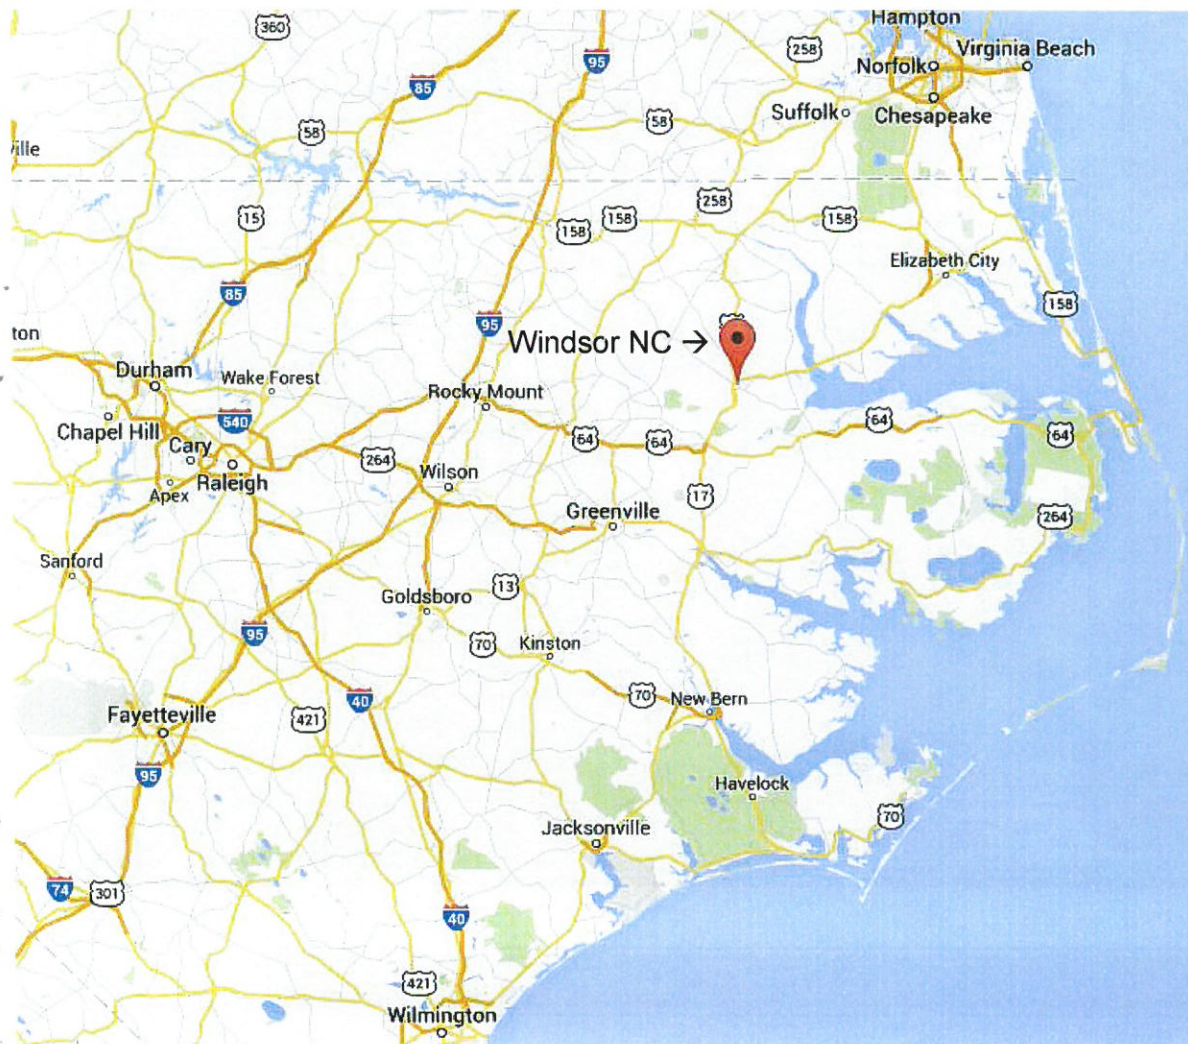 Hampton
360
258
95
Virginia Beach
Norfolk
85
Suffolk
Chesapeake
58
58
ville
258
15
158
158
158
Elizabeth City
85
158
95
ton
Windsor NC →
Durham
Wake Forest
Rocky Mount
540
Chapel Hill
64
64
64
64
Cary
264
Wilson
Raleigh
Apex
17
Greenville
264
Sanford
13
Goldsboro
95
70
Kinston
40
70
New Bern
Fayetteville
421
95
Havelock
70
Jacksonville
74
301
40
421
Wilmington